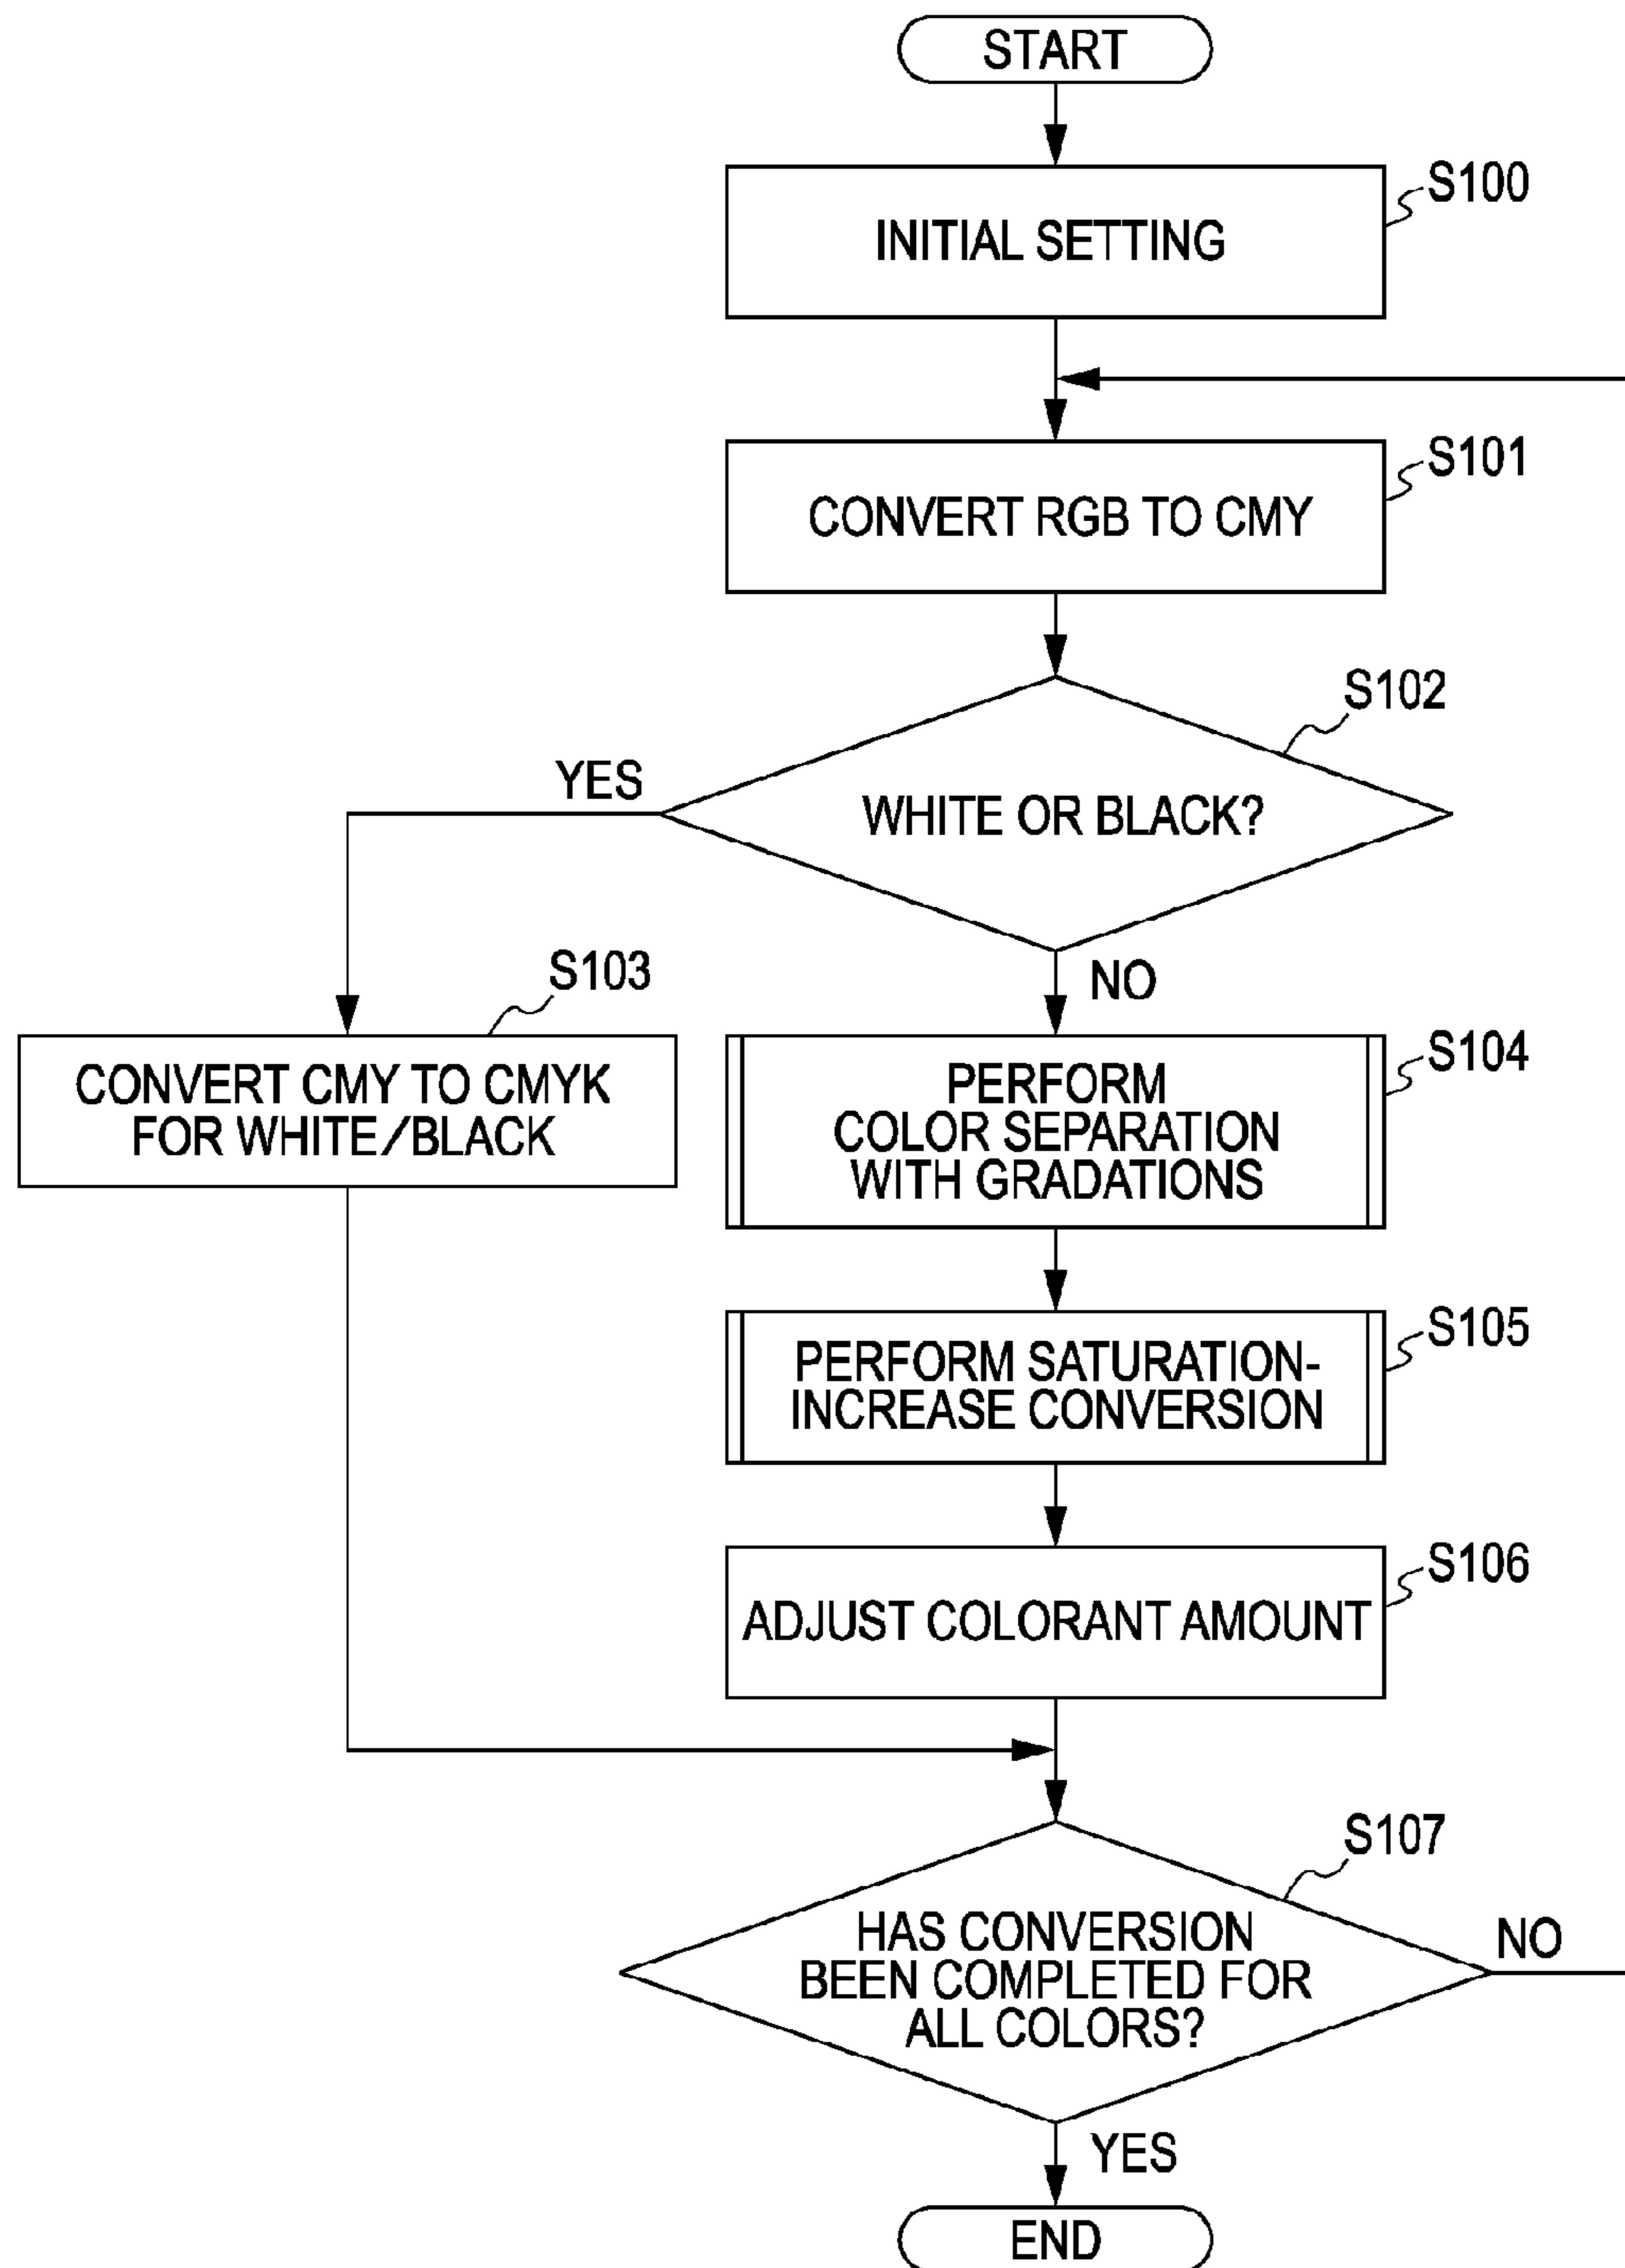 START
S100
INITIAL SETTING
S101
CONVERT RGB TO CMY
S102
YES
WHITE OR BLACK?
NO
S103
CONVERT CMY TO CMYK
FOR WHITE/BLACK
S104
PERFORM
COLOR SEPARATION
WITH GRADATIONS
S105
PERFORM SATURATION-
INCREASE CONVERSION
S106
ADJUST COLORANT AMOUNT
S107
HAS CONVERSION
BEEN COMPLETED FOR
ALL COLORS?
NO
YES
END